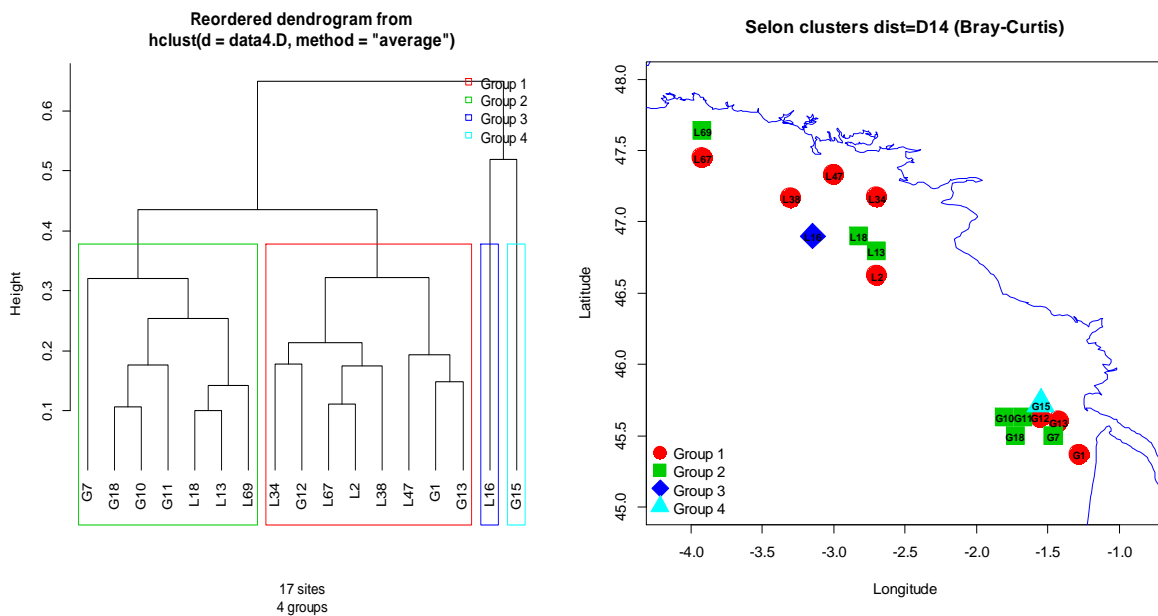 Reordered dendrogram from
hclust(d = data4.D, method = "average")
Height
0.6
0.5
0.4
0.3
0.2
0.1
Group 1
Group 2
Group 3
Group 4
G7
G18
G10
G11
L18
L13
L69
L34
G12
L67
L2
L38
L47
G1
G13
L16
G15
17 sites
4 groups
Selon clusters dist=D14 (Bray-Curtis)
Latitude
48.0
47.5
47.0
46.5
46.0
45.5
45.0
L69
L67
L47
L38
L34
L16
L18
L13
L2
G15
G10
G11
G12
G13
G18
G7
G1
Group 1
Group 2
Group 3
Group 4
-4.0
-3.5
-3.0
-2.5
-2.0
-1.5
-1.0
Longitude